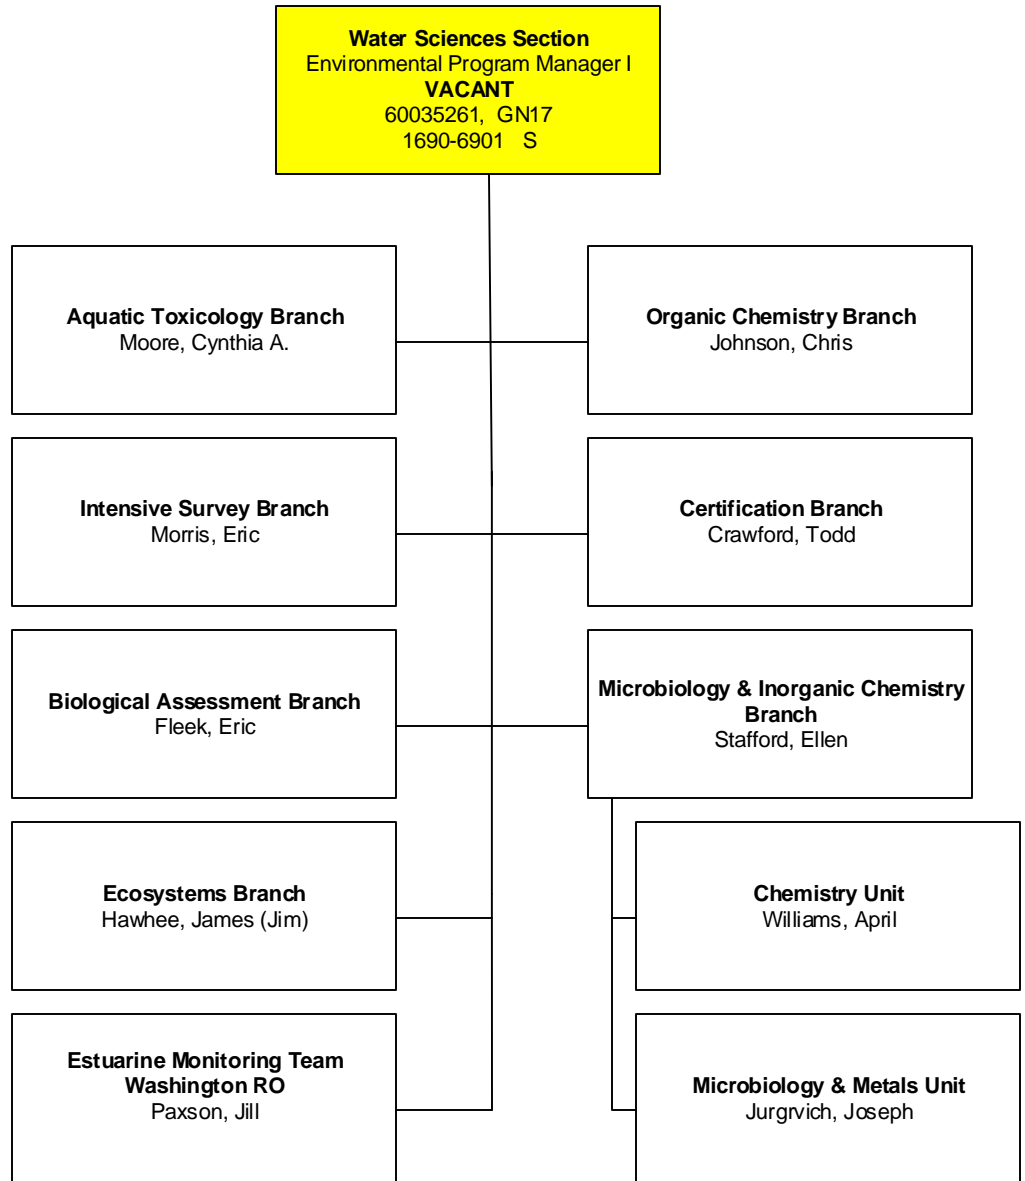 Water Sciences Section
Environmental Program Manager I
VACANT
60035261, GN17
1690-6901 S
Aquatic Toxicology Branch
Moore, Cynthia A.
Organic Chemistry Branch
Johnson, Chris
Intensive Survey Branch
Morris, Eric
Certification Branch
Crawford, Todd
Biological Assessment Branch
Fleek, Eric
Microbiology & Inorganic Chemistry
Branch
Stafford, Ellen
Ecosystems Branch
Hawhee, James (Jim)
Chemistry Unit
Williams, April
Estuarine Monitoring Team
Washington RO
Paxson, Jill
Microbiology & Metals Unit
Jurgrvich, Joseph